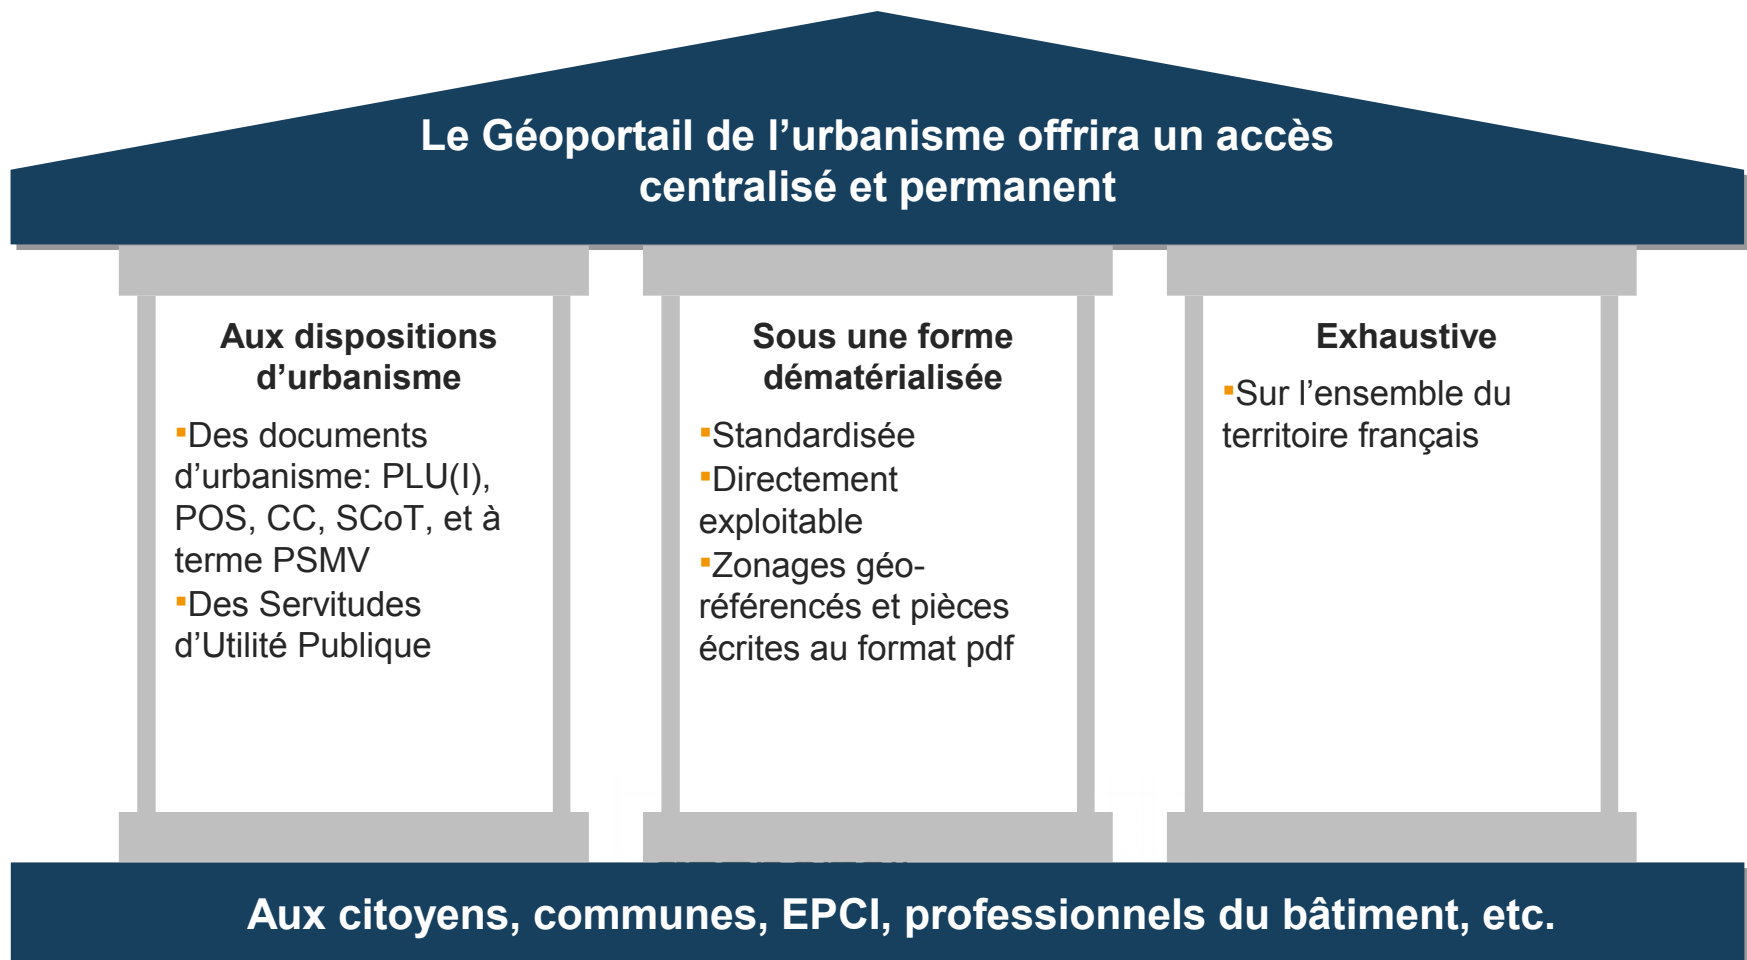 Le Géoportail de l’urbanisme offrira un accès
centralisé et permanent
Aux dispositions
d’urbanisme
▪Des documents
d’urbanisme: PLU(I),
POS, CC, SCoT, et à
terme PSMV
▪Des Servitudes
d’Utilité Publique
Sous une forme
dématérialisée
▪Standardisée
▪Directement
exploitable
▪Zonages géo-
référencés et pièces
écrites au format pdf
Exhaustive
▪Sur l’ensemble du
territoire français
Aux citoyens, communes, EPCI, professionnels du bâtiment, etc.